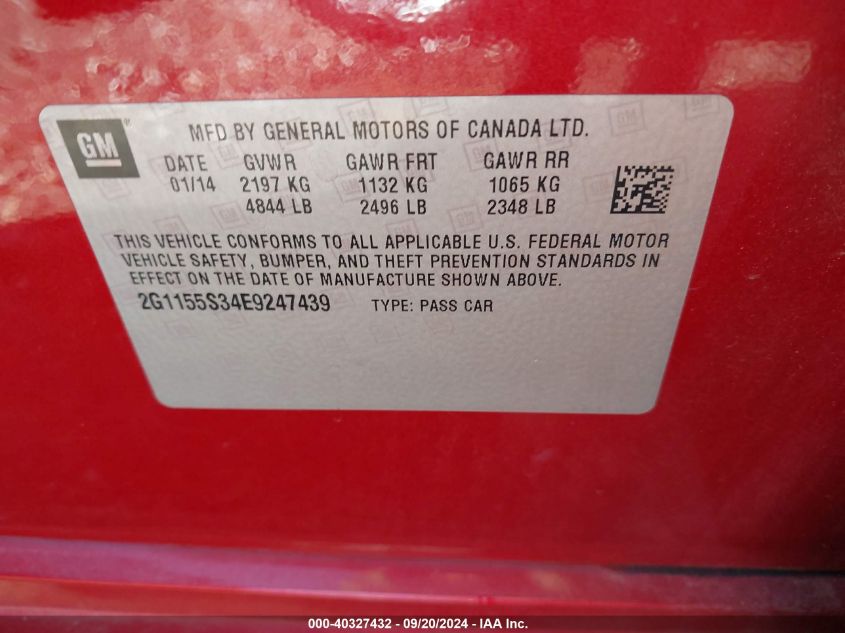 GM®
MFD BY GENERAL MOTORS OF CANADA LTD.
DATE GVWR GAWR FRT GAWR RR
01/14 2197 KG 1132 KG 1065 KG
4844 LB 2496 LB 2348 LB
THIS VEHICLE CONFORMS TO ALL APPLICABLE U.S. FEDERAL MOTOR
VEHICLE SAFETY, BUMPER, AND THEFT PREVENTION STANDARDS IN
EFFECT ON THE DATE OF MANUFACTURE SHOWN ABOVE.
2G1155S34E9247439 TYPE: PASS CAR
000-40327432 - 09/20/2024 - IAA Inc.